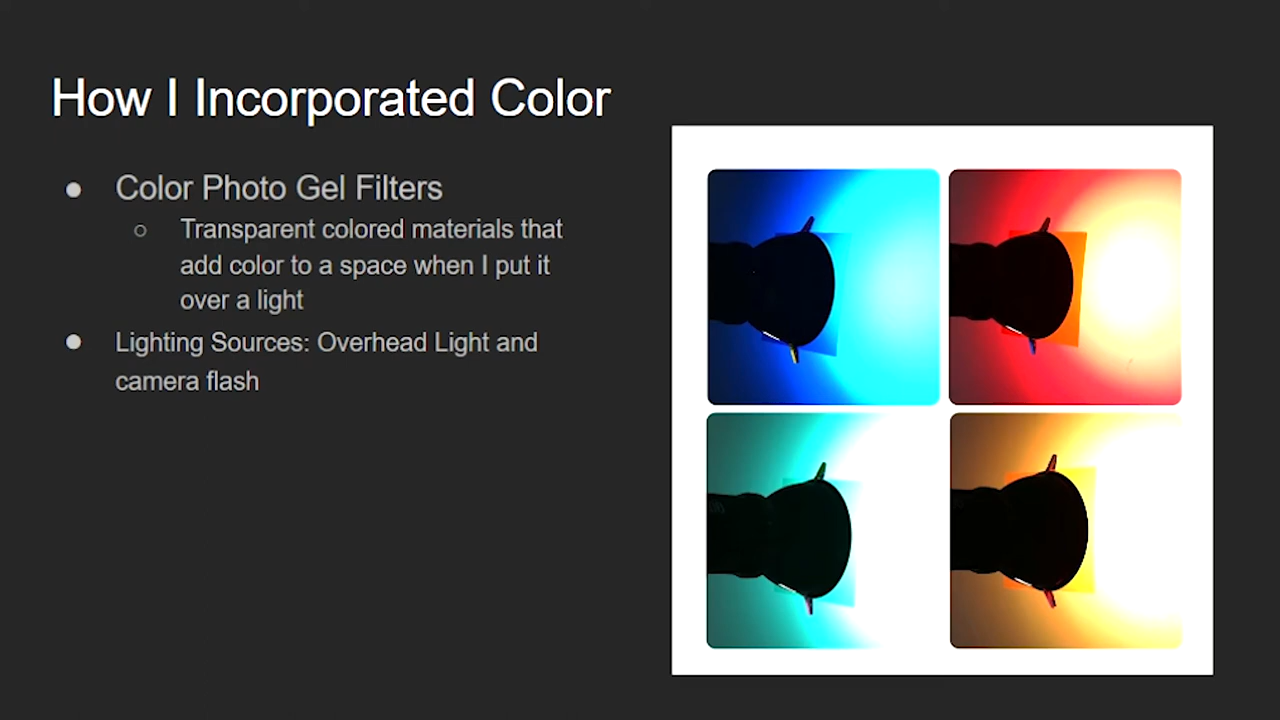 How I Incorporated Color
● Color Photo Gel Filters
○ Transparent colored materials that
add color to a space when I put it
over a light
● Lighting Sources: Overhead Light and
camera flash